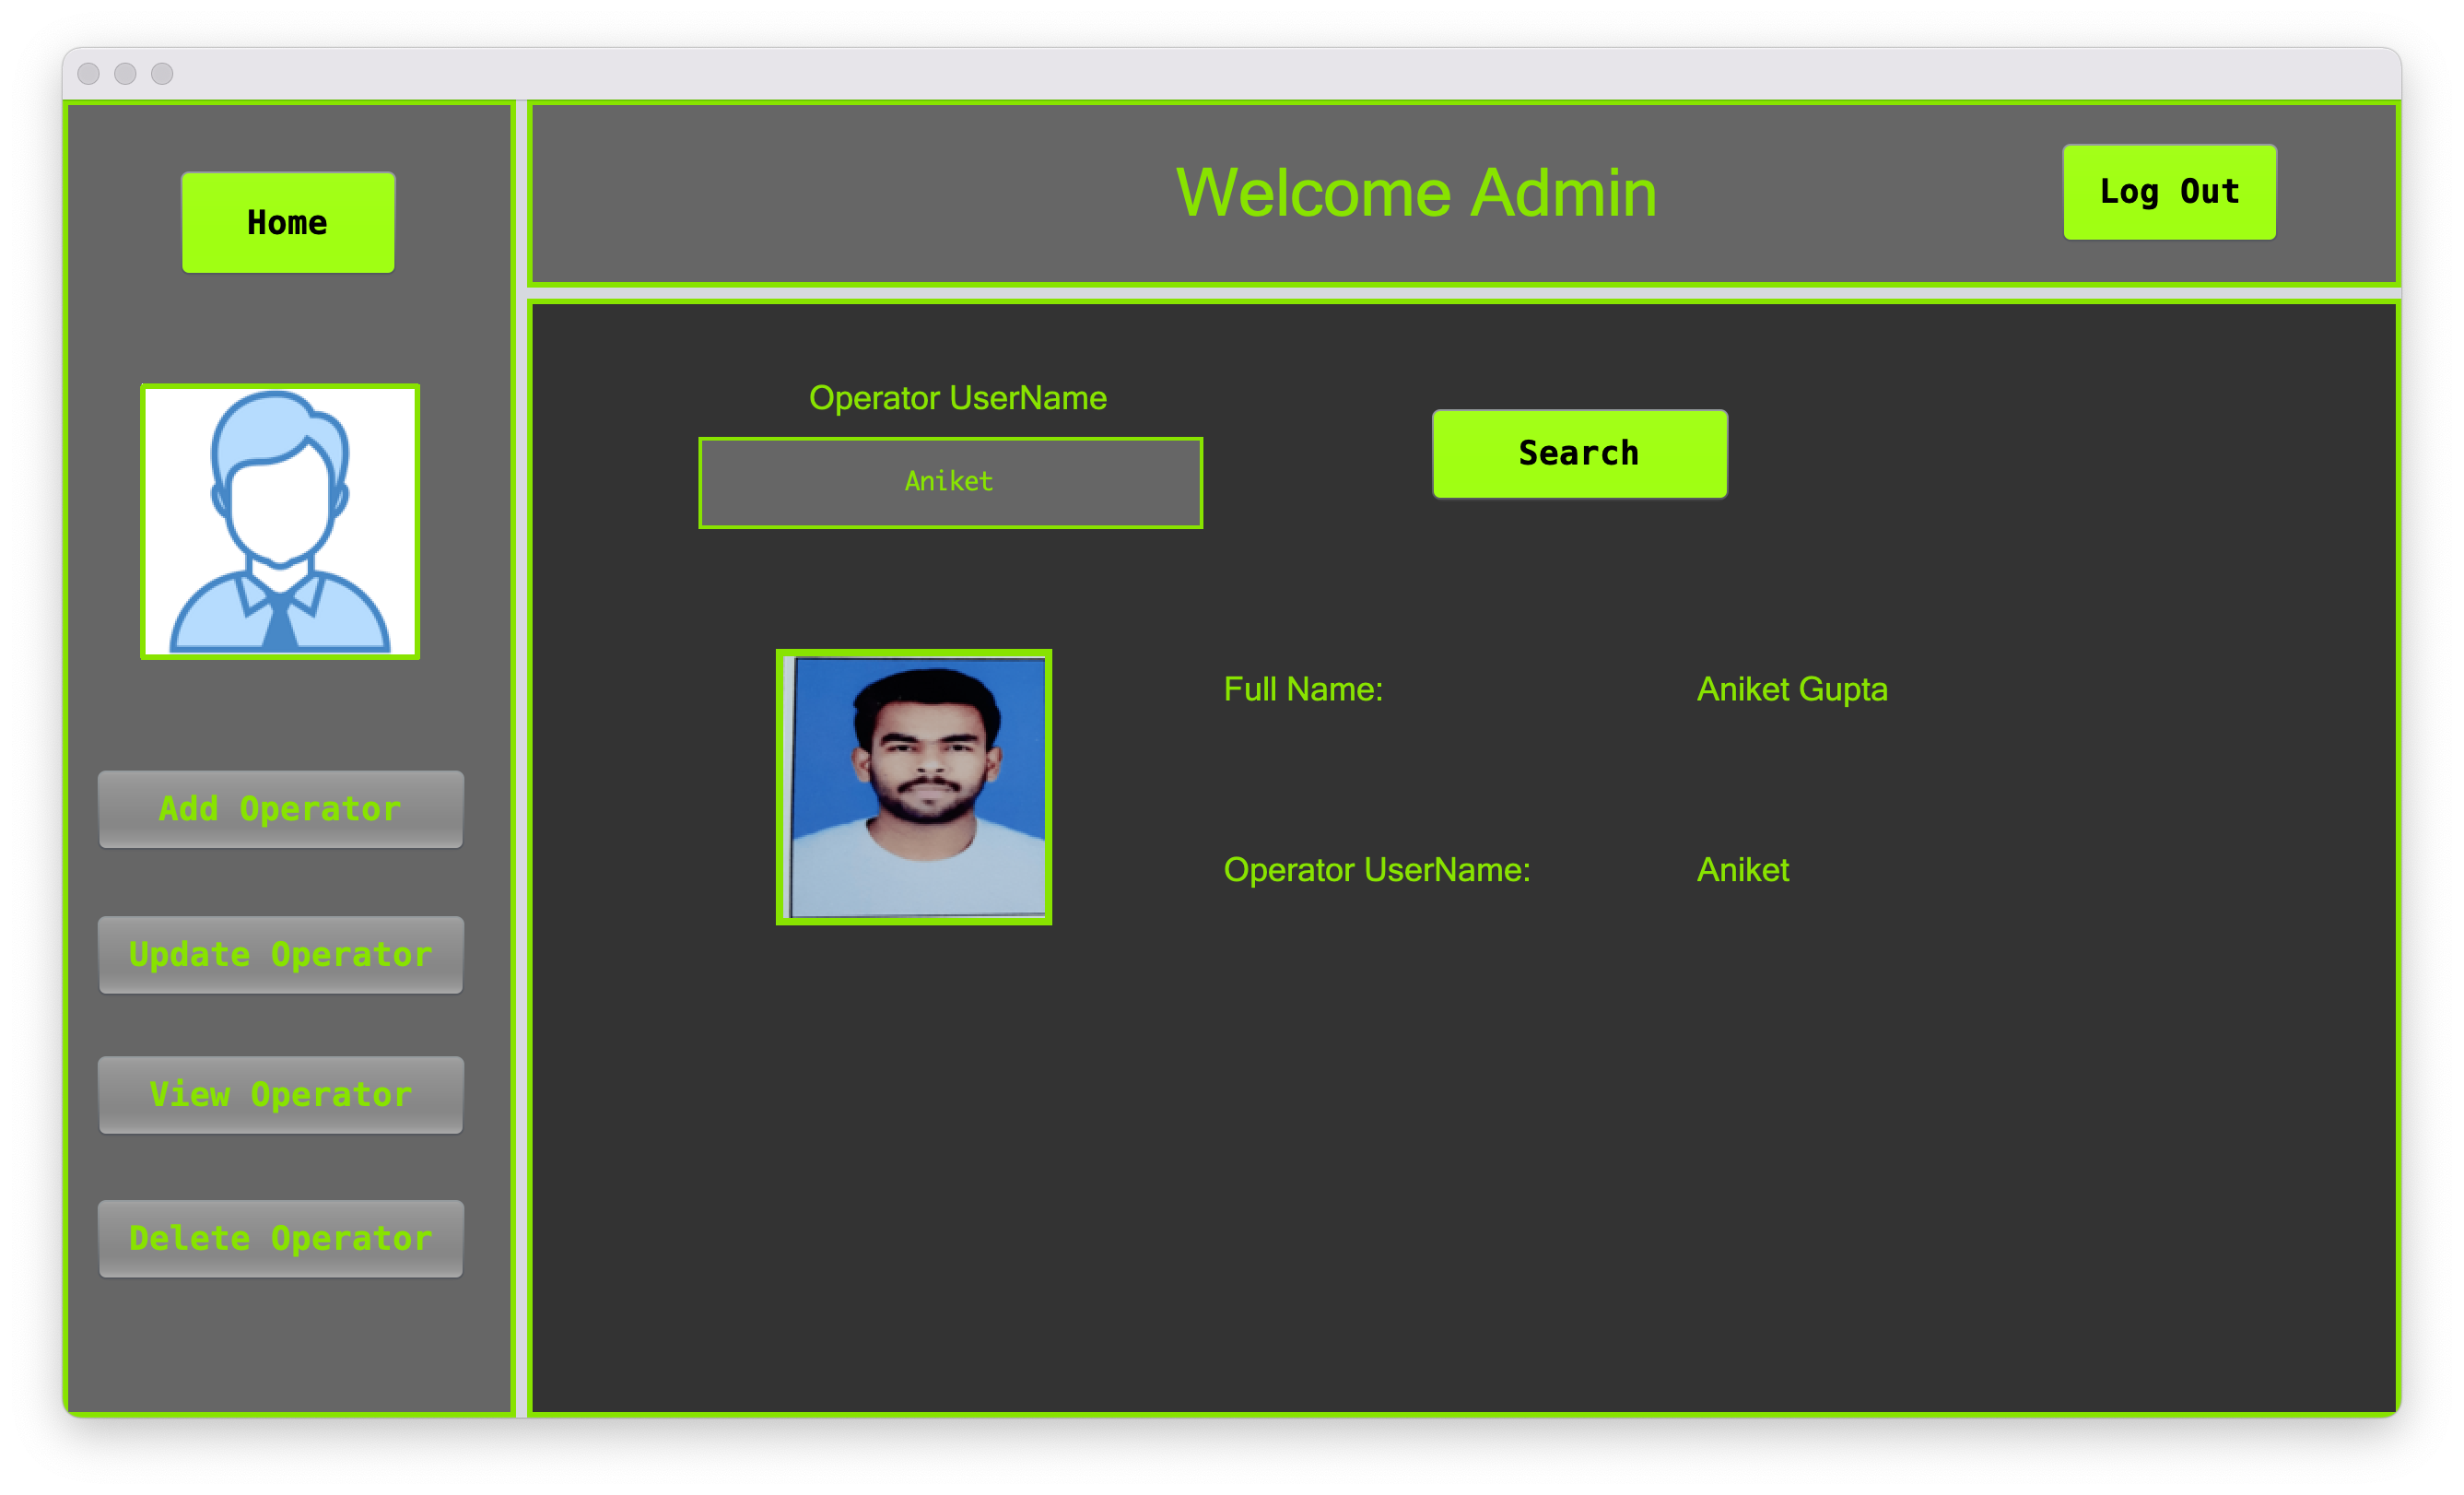 Home
Welcome Admin
Log Out
Operator UserName
Aniket
Search
Full Name: Aniket Gupta
Operator UserName: Aniket
Add Operator
Update Operator
View Operator
Delete Operator